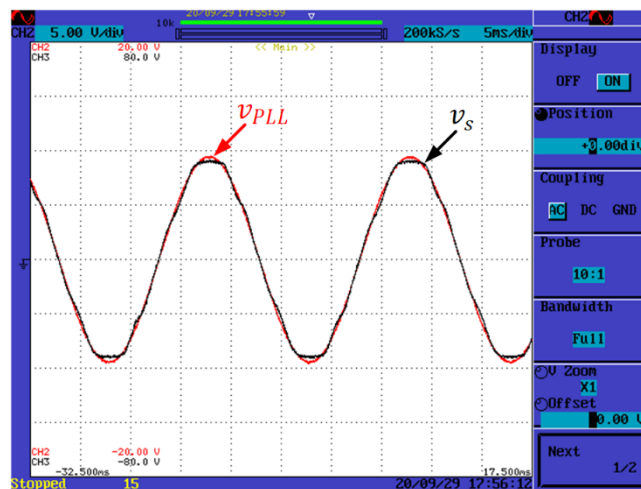 20/09/29 17:55:59
CH2 5.00 V/div 10k 200kS/s 5ms/div
CH2 20.00 V << Main >>
CH3 80.0 V
v_PLL
v_s
CH2 -20.00 V
CH3 -80.0 V
-32.500ms 17.500ms
Stopped 15 20/09/29 17:56:12
CH2
Display
OFF ON
Position
+0.00div
Coupling
AC DC GND
Probe
10:1
Bandwidth
Full
V Zoom
X1
Offset
0.00 V
Next
1/2